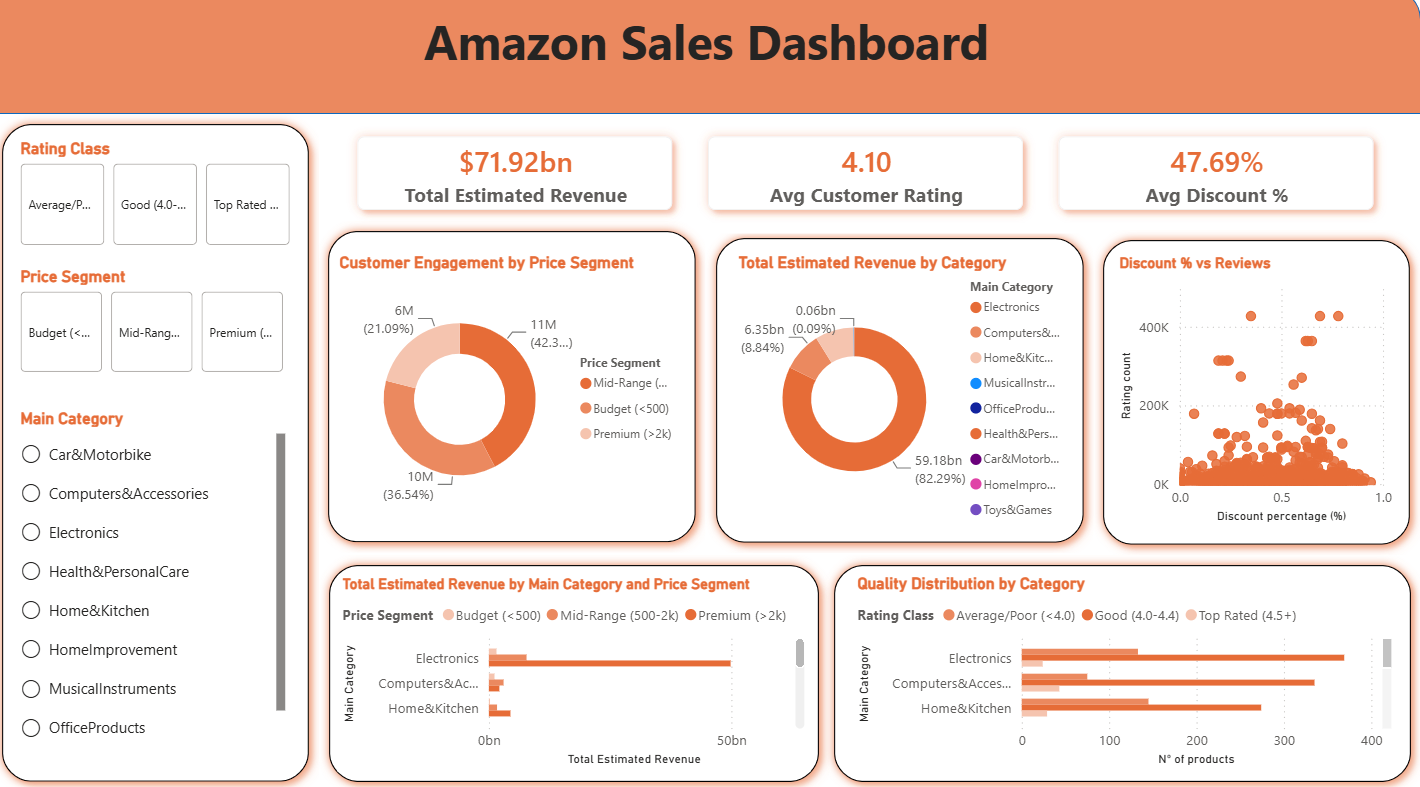 Amazon Sales Dashboard
Rating Class
Average/P...
Good (4.0-...
Top Rated ...
Price Segment
Budget (<...
Mid-Rang...
Premium (...
Main Category
Car&Motorbike
Computers&Accessories
Electronics
Health&PersonalCare
Home&Kitchen
HomeImprovement
MusicalInstruments
OfficeProducts
$71.92bn
Total Estimated Revenue
4.10
Avg Customer Rating
47.69%
Avg Discount %
Customer Engagement by Price Segment
6M
(21.09%)
11M
(42.3...)
10M
(36.54%)
Price Segment
Mid-Range (...
Budget (<500)
Premium (>2k)
Total Estimated Revenue by Category
0.06bn
(0.09%)
6.35bn
(8.84%)
59.18bn
(82.29%)
Main Category
Electronics
Computers&...
Home&Kitc...
MusicalInstr...
OfficeProdu...
Health&Pers...
Car&Motorb...
HomeImpro...
Toys&Games
Discount % vs Reviews
Rating count
400K
200K
0K
0.0 0.5 1.0
Discount percentage (%)
Total Estimated Revenue by Main Category and Price Segment
Price Segment Budget (<500) Mid-Range (500-2k) Premium (>2k)
Main Category
Electronics
Computers&Ac...
Home&Kitchen
0bn 50bn
Total Estimated Revenue
Quality Distribution by Category
Rating Class Average/Poor (<4.0) Good (4.0-4.4) Top Rated (4.5+)
Main Category
Electronics
Computers&Acces...
Home&Kitchen
0 100 200 300 400
N° of products